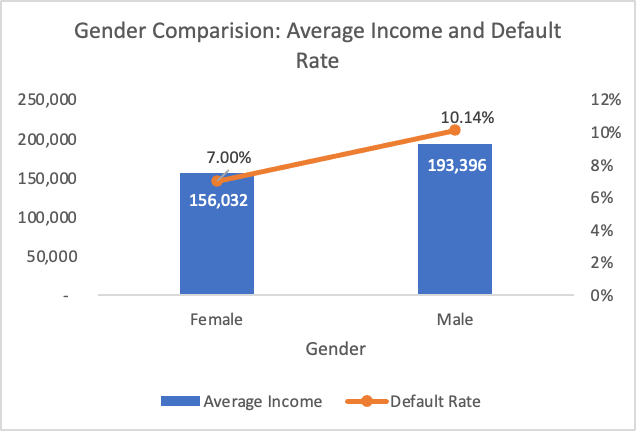 Gender Comparision: Average Income and Default
Rate
250,000
200,000
150,000
100,000
50,000
-
12%
10%
8%
6%
4%
2%
0%
7.00%
10.14%
156,032
193,396
Female
Male
Gender
Average Income
Default Rate